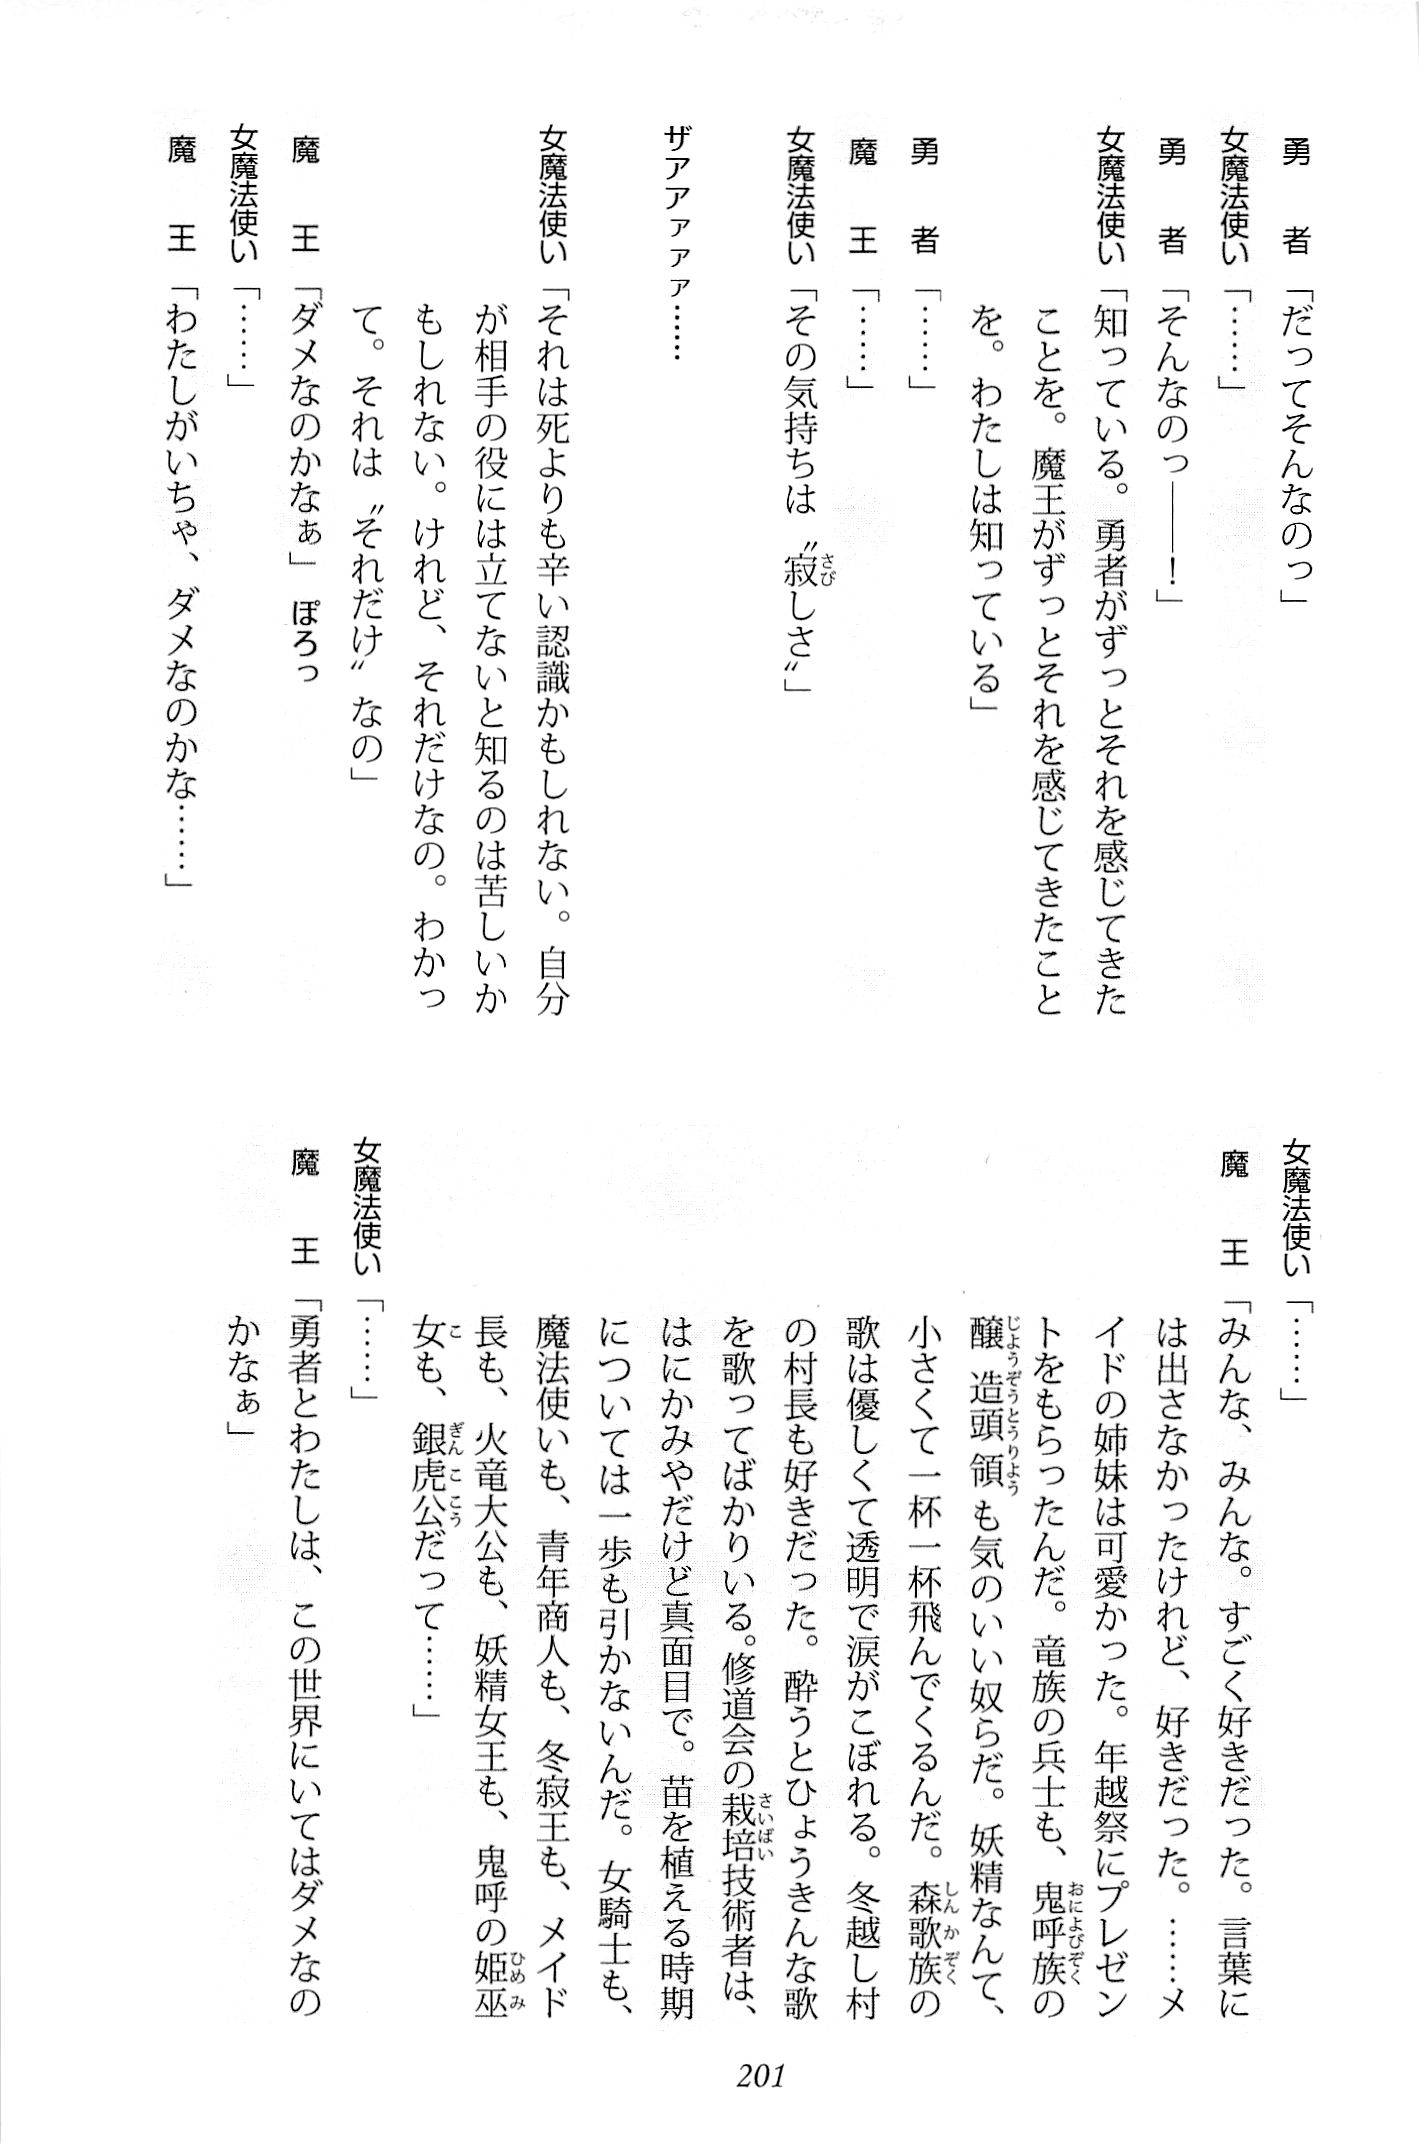 勇　者「だってそんなのっ」
女魔法使い「……」
勇　者「そんなのっ――！」
女魔法使い「知っている。勇者がずっとそれを感じてきた
ことを。魔王がずっとそれを感じてきたこと
を。わたしは知っている」
勇　者「……」
魔　王「……」
女魔法使い「その気持ちは〝寂しさ〟」
ザアアァァァ……
女魔法使い「それは死よりも辛い認識かもしれない。自分
が相手の役には立てないと知るのは苦しいか
もしれない。けれど、それだけなの。わかっ
て。それは〝それだけ〟なの」
魔　王「ダメなのかなぁ」ぽろっ
女魔法使い「……」
魔　王「わたしがいちゃ、ダメなのかな……」
女魔法使い「……」
魔　王「みんな、みんな。すごく好きだった。言葉に
は出さなかったけれど、好きだった。……メ
イドの姉妹は可愛かった。年越祭にプレゼン
トをもらったんだ。竜族の兵士も、鬼呼族の
醸造頭領も気のいい奴らだ。妖精なんて、
小さくて一杯一杯飛んでくるんだ。森歌族の
歌は優しくて透明で涙がこぼれる。冬越し村
の村長も好きだった。酔うとひょうきんな歌
を歌ってばかりいる。修道会の栽培技術者は、
はにかみやだけど真面目で。苗を植える時期
については一歩も引かないんだ。女騎士も、
魔法使いも、青年商人も、冬寂王も、メイド
長も、火竜大公も、妖精女王も、鬼呼の姫巫
女も、銀虎公だって……」
女魔法使い「……」
魔　王「勇者とわたしは、この世界にいてはダメなの
かなぁ」
201